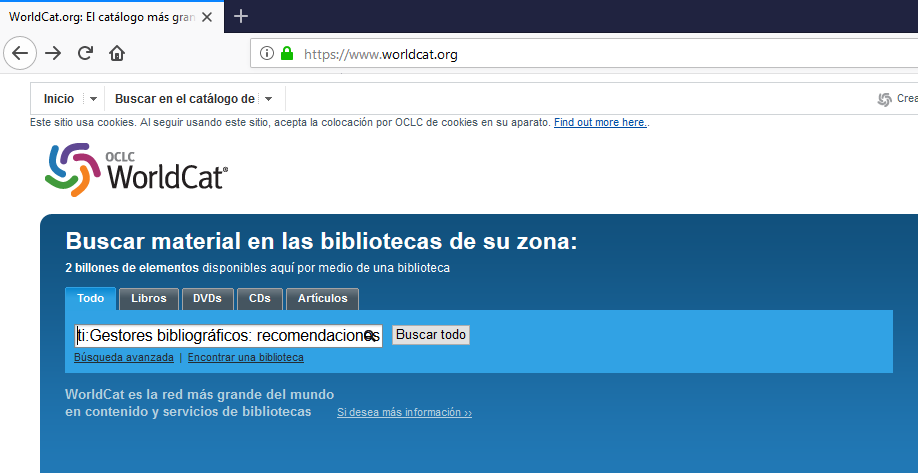 WorldCat.org: El catálogo más gran
https://www.worldcat.org
Inicio Buscar en el catálogo de Crea
Este sitio usa cookies. Al seguir usando este sitio, acepta la colocación por OCLC de cookies en su aparato. Find out more here..
OCLC
WorldCat®
Buscar material en las bibliotecas de su zona:
2 billones de elementos disponibles aquí por medio de una biblioteca
Todo Libros DVDs CDs Artículos
ti:Gestores bibliográficos: recomendaciones Buscar todo
Búsqueda avanzada | Encontrar una biblioteca
WorldCat es la red más grande del mundo
en contenido y servicios de bibliotecas Si desea más información >>